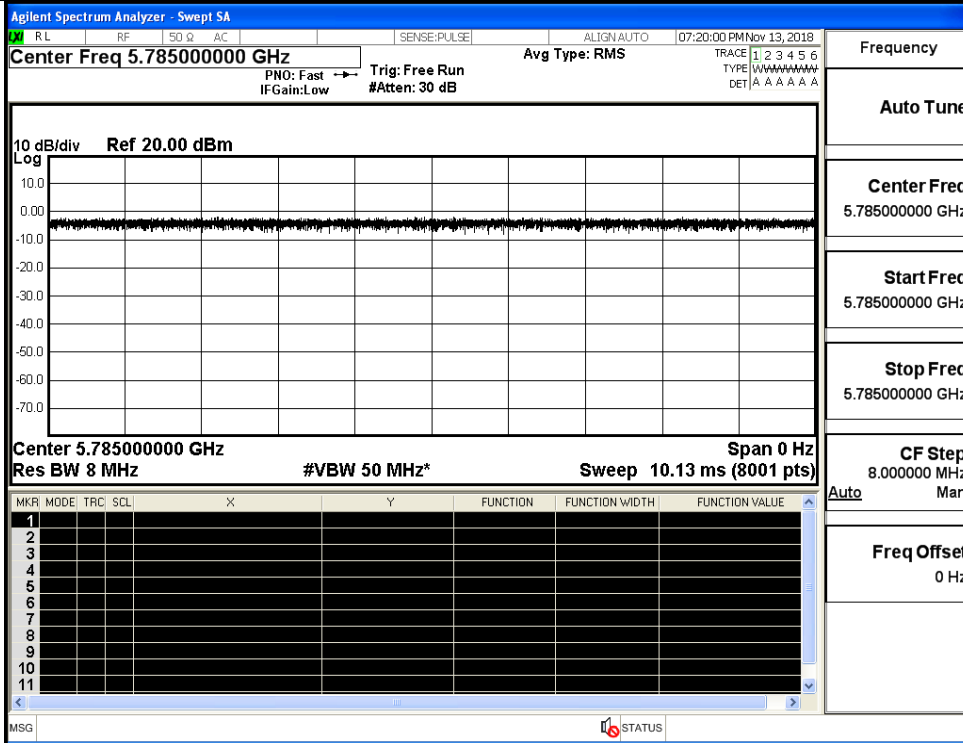 Agilent Spectrum Analyzer - Swept SA
LXI RL RF 50 Ω AC SENSE:PULSE ALIGN AUTO 07:20:00 PM Nov 13, 2018
Center Freq 5.785000000 GHz
Avg Type: RMS
TRACE 1 2 3 4 5 6
TYPE WWWWWW
DET A A A A A A
PNO: Fast
IFGain:Low
Trig: Free Run
#Atten: 30 dB
10 dB/div
Log
Ref 20.00 dBm
10.0
0.00
-10.0
-20.0
-30.0
-40.0
-50.0
-60.0
-70.0
Center 5.785000000 GHz
Span 0 Hz
Res BW 8 MHz
#VBW 50 MHz*
Sweep 10.13 ms (8001 pts)
MKR MODE TRC SCL X Y FUNCTION FUNCTION WIDTH FUNCTION VALUE
1
2
3
4
5
6
7
8
9
10
11
MSG
STATUS
Frequency
Auto Tune
Center Freq
5.785000000 GHz
Start Freq
5.785000000 GHz
Stop Freq
5.785000000 GHz
CF Step
8.000000 MHz
Auto Man
Freq Offset
0 Hz